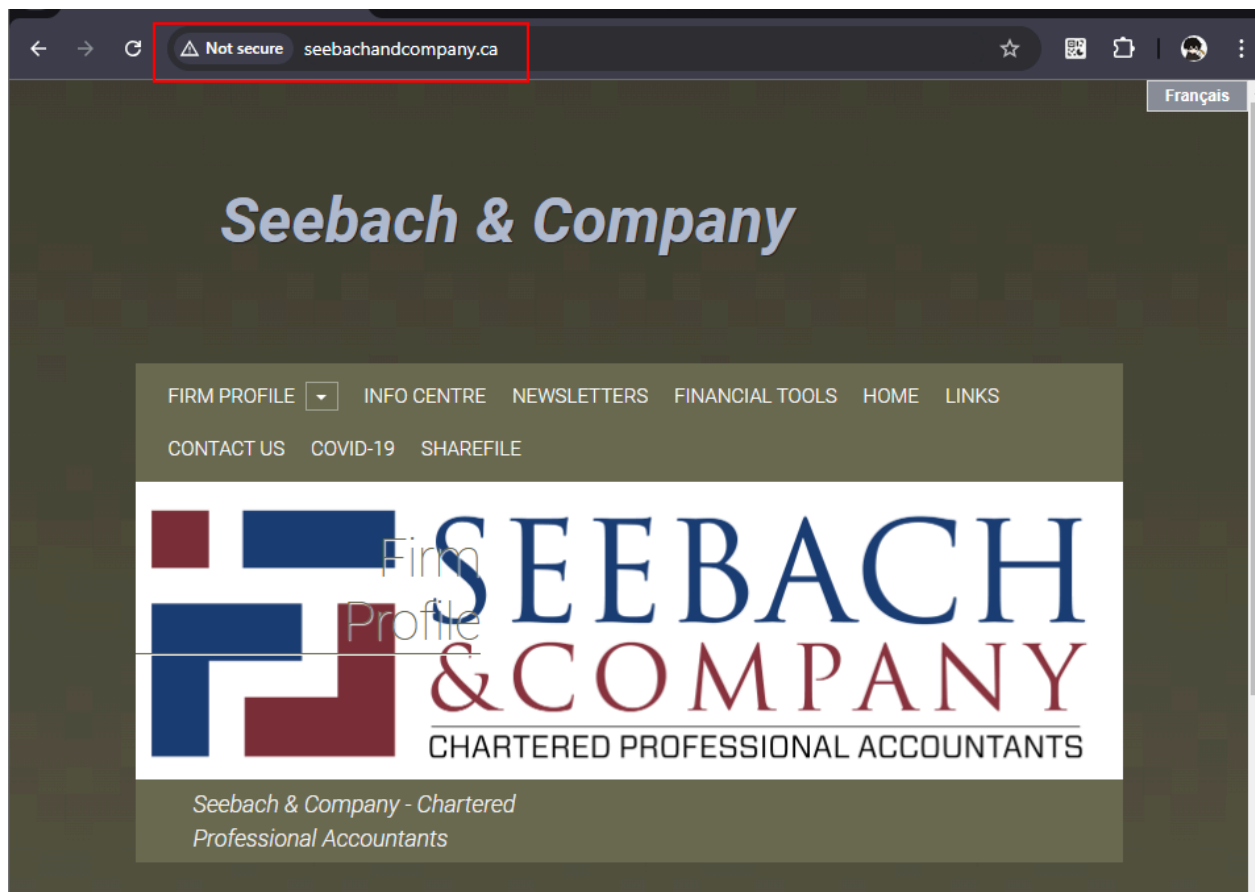 Not secure seebachandcompany.ca
Français
Seebach & Company
FIRM PROFILE INFO CENTRE NEWSLETTERS FINANCIAL TOOLS HOME LINKS
CONTACT US COVID-19 SHAREFILE
Firm
Profile
SEEBACH
&COMPANY
CHARTERED PROFESSIONAL ACCOUNTANTS
Seebach & Company - Chartered
Professional Accountants